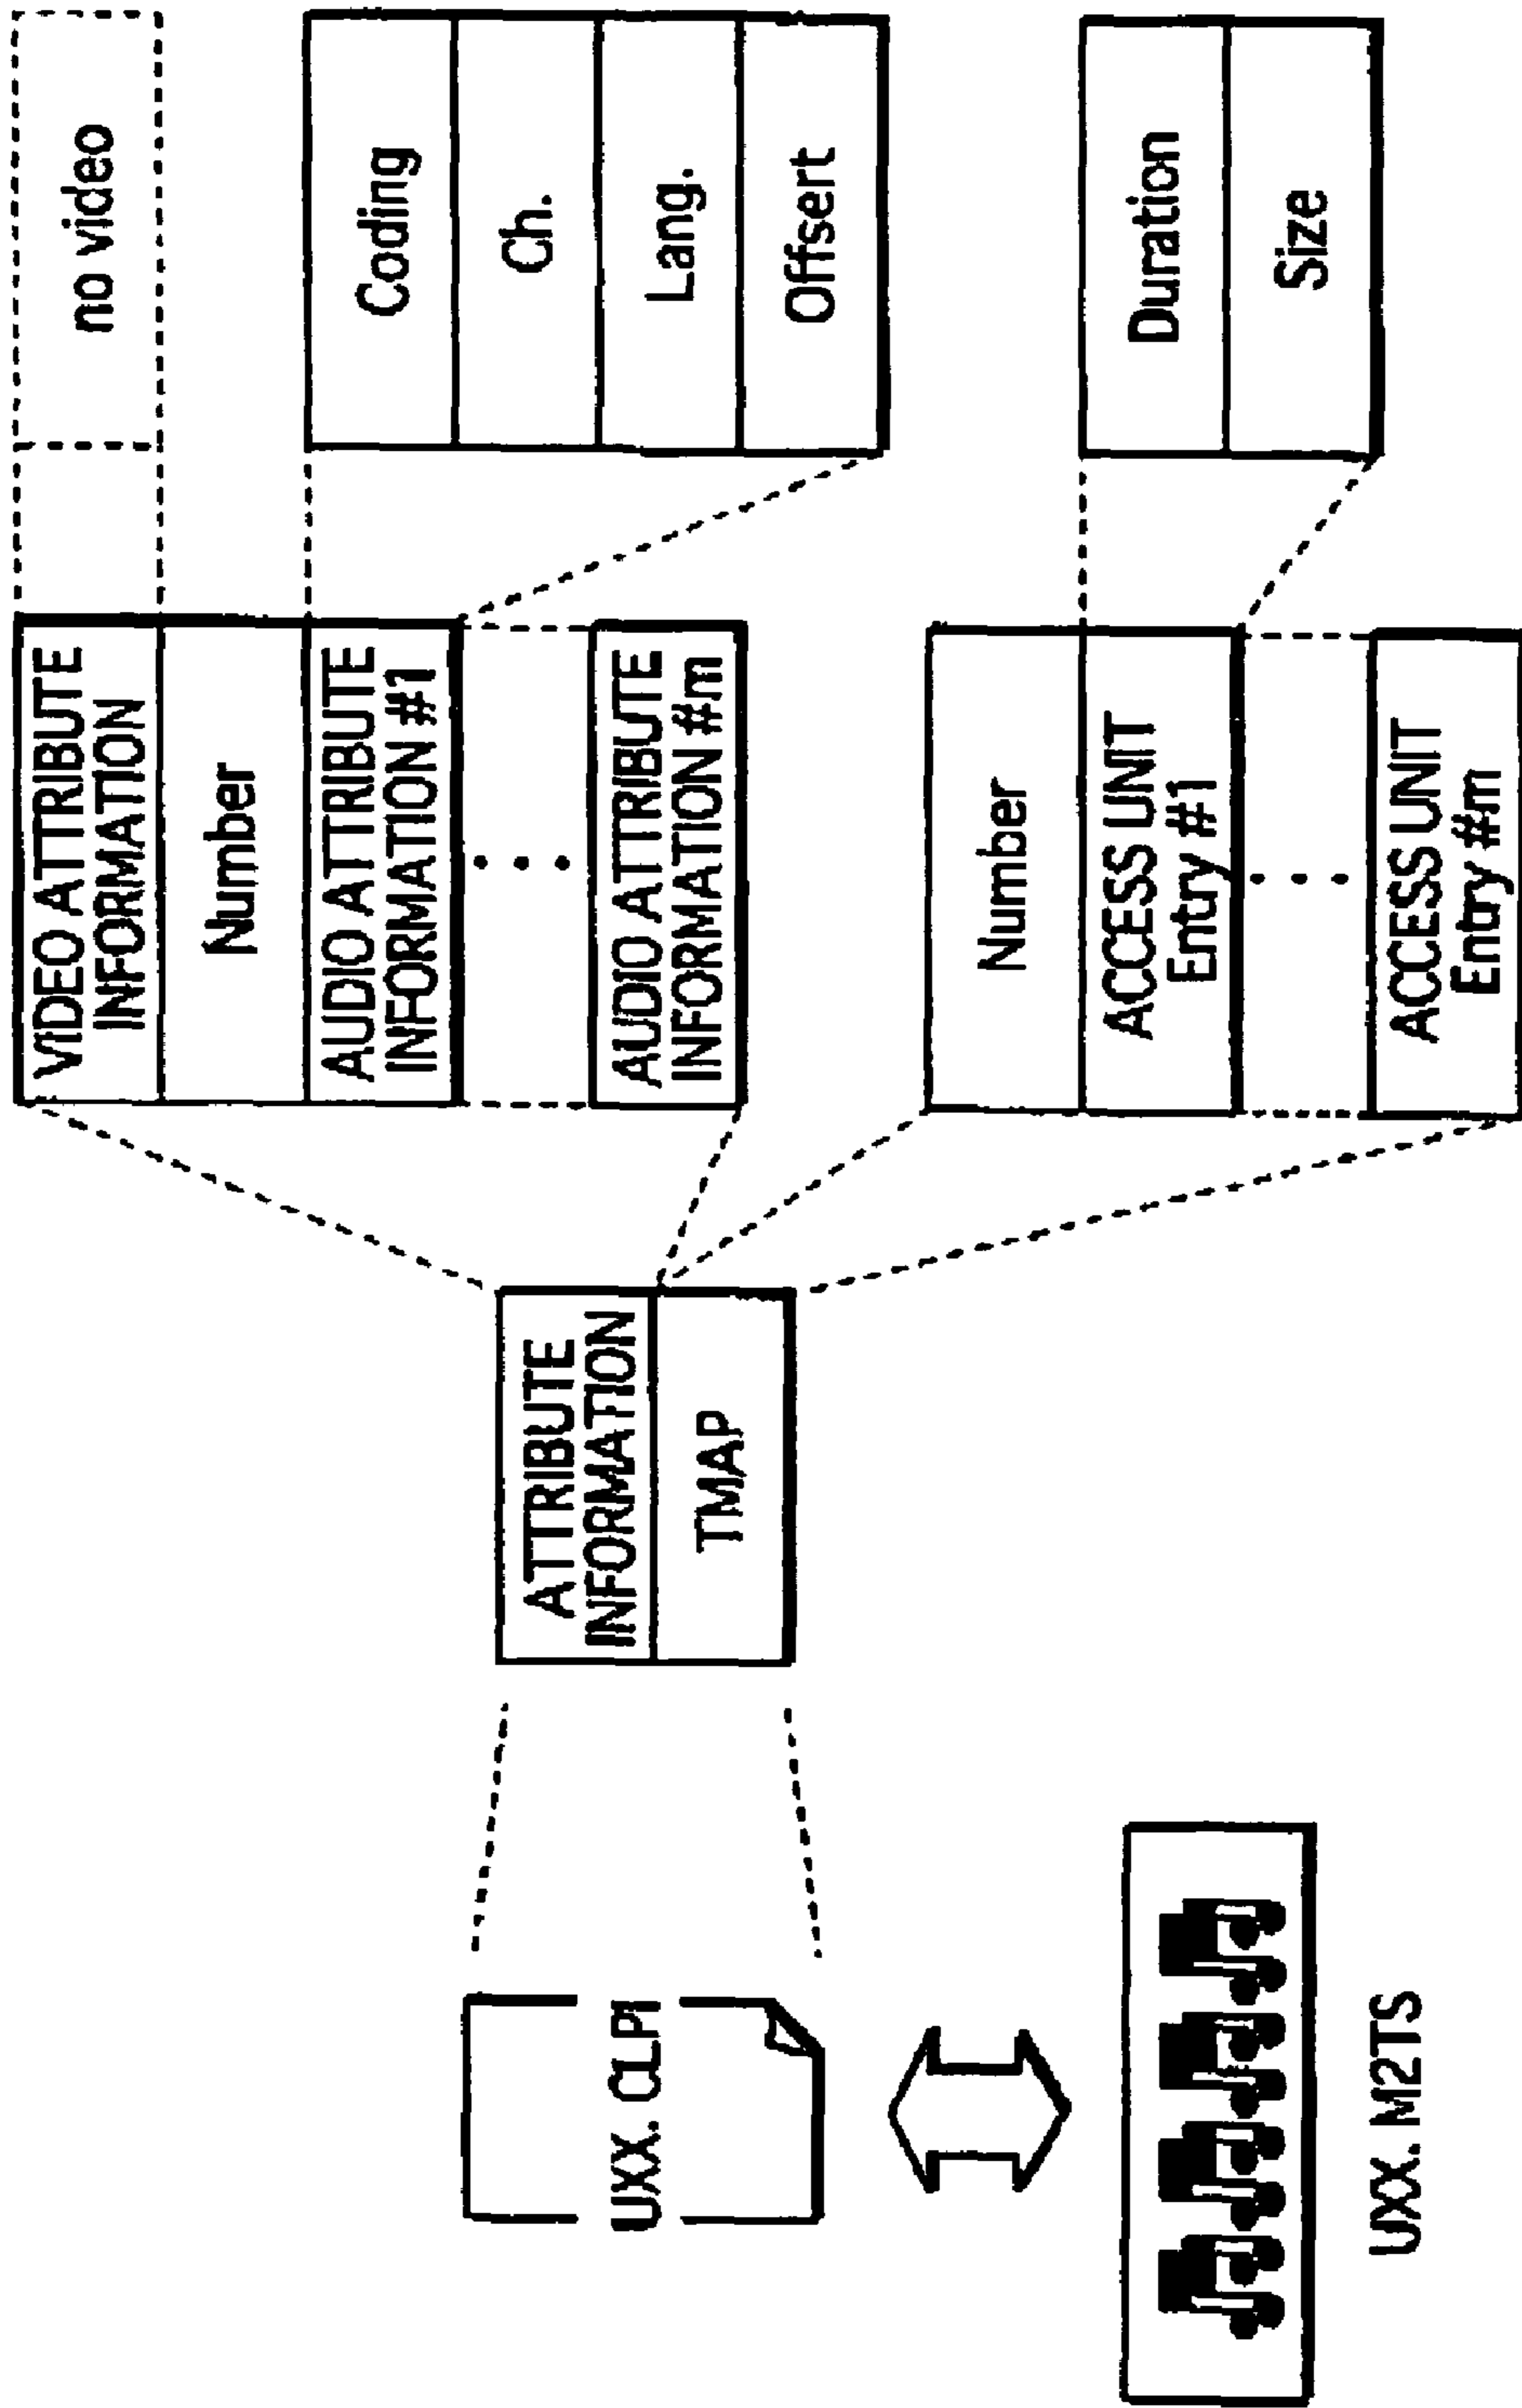 UXX. CLPI
UXX. M2TS
ATTRIBUTE
INFORMATION
TMAP
VIDEO ATTRIBUTE
INFORMATION
Number
AUDIO ATTRIBUTE
INFORMATION #1
AUDIO ATTRIBUTE
INFORMATION #m
Number
ACCESS UNIT
Entry #1
ACCESS UNIT
Entry #m
no video
Coding
Ch.
Lang.
Offsert
Duration
Size